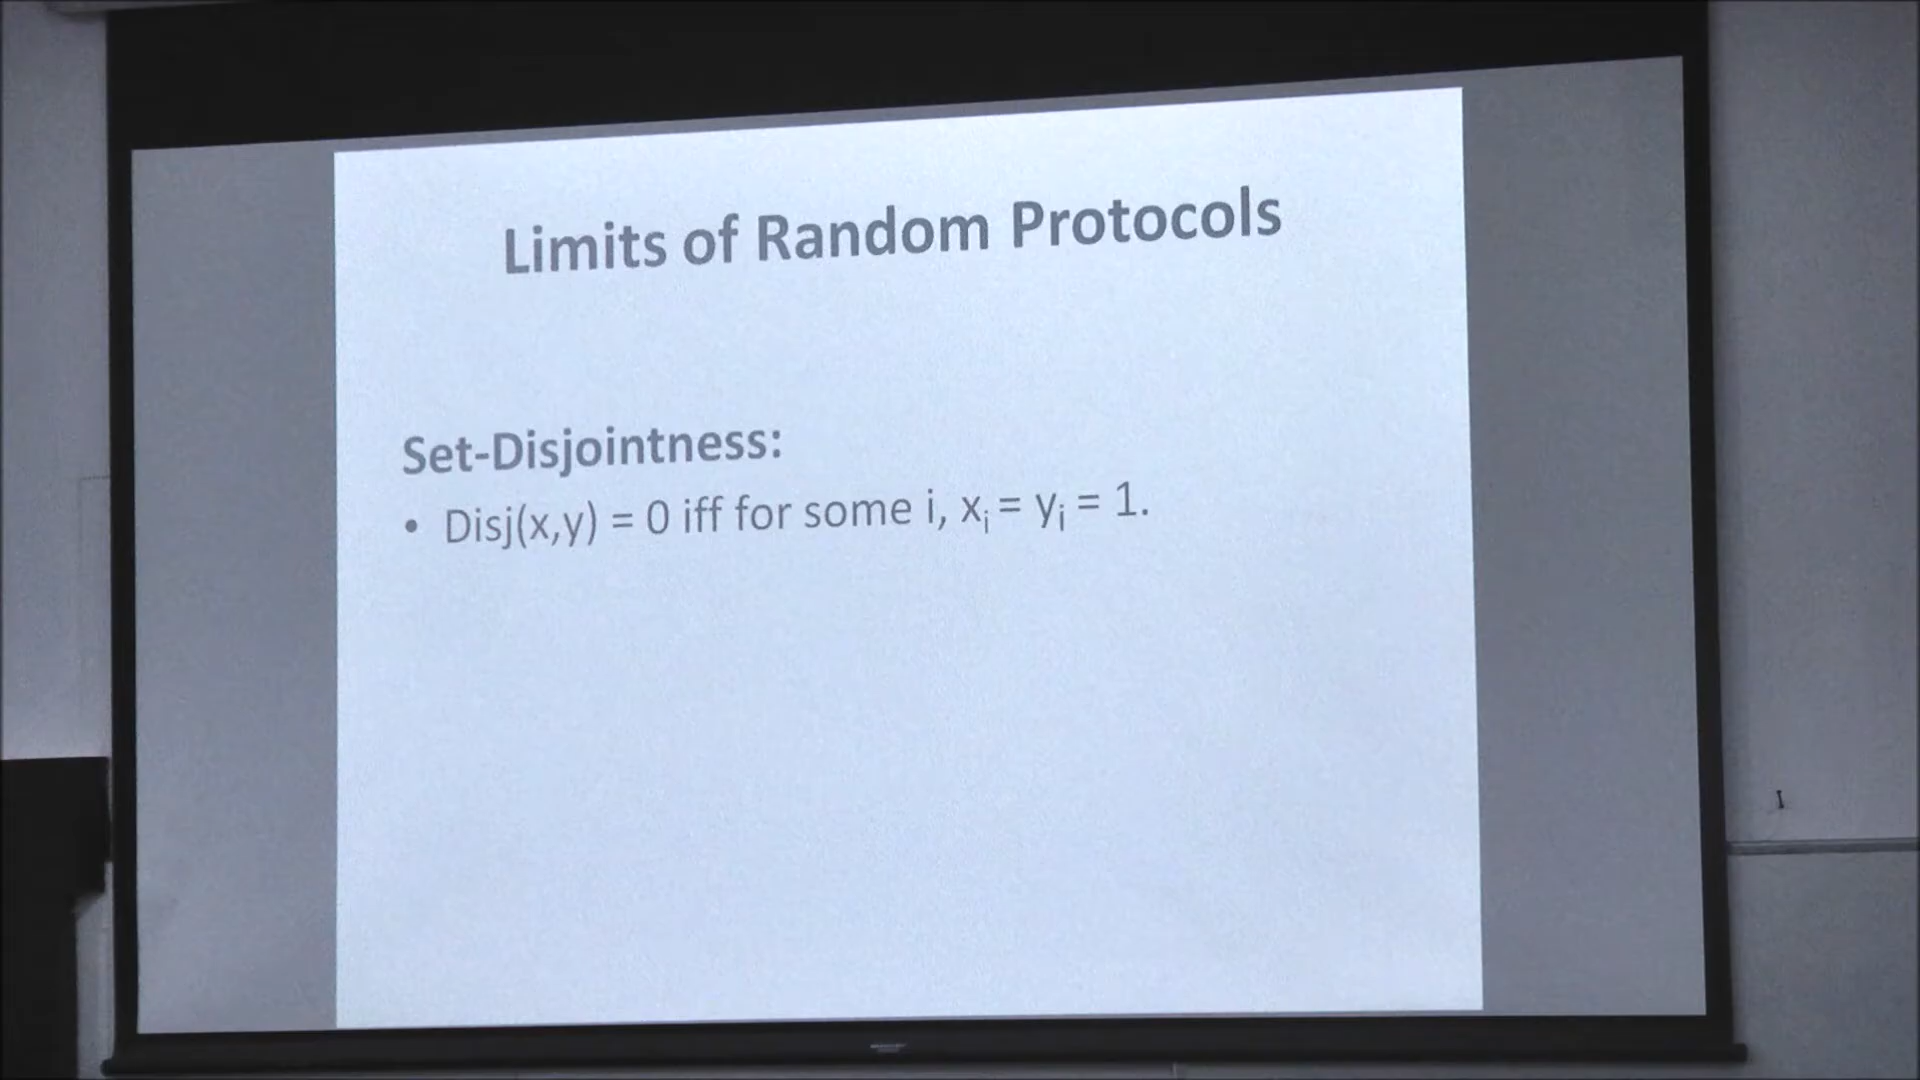 Limits of Random Protocols
Set-Disjointness:
• Disj(x,y) = 0 iff for some i, xᵢ = yᵢ = 1.